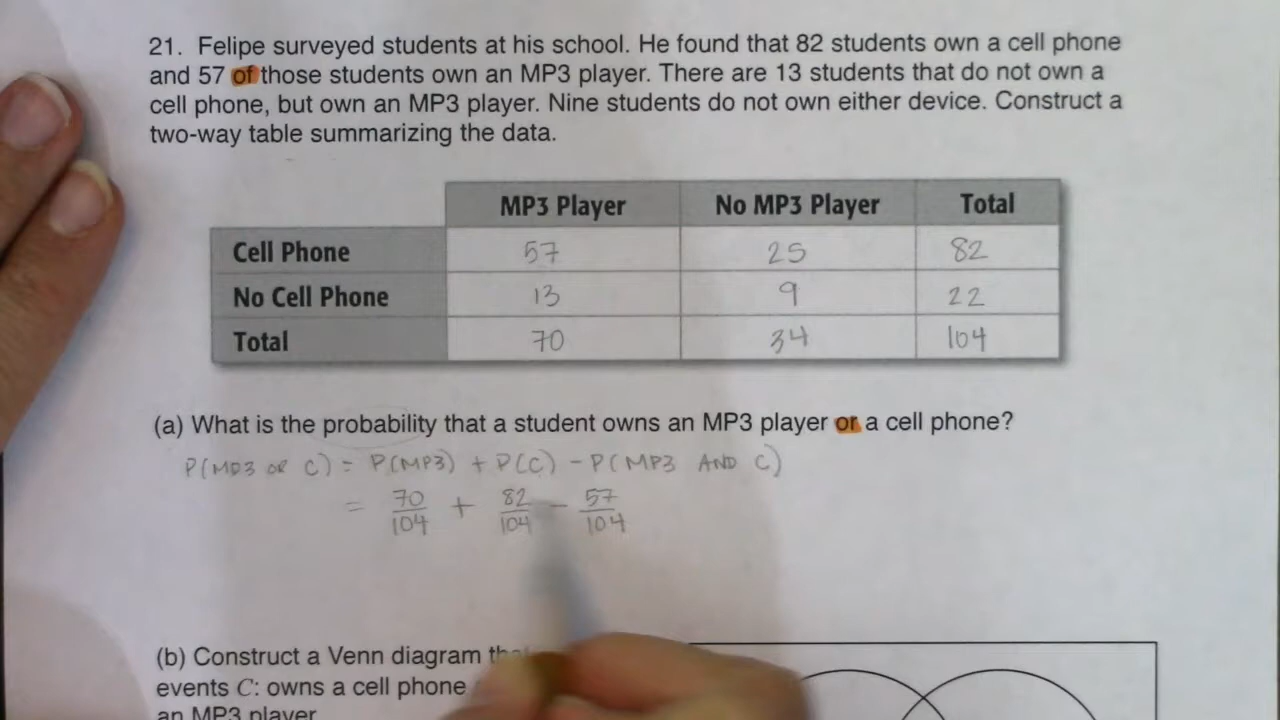 21. Felipe surveyed students at his school. He found that 82 students own a cell phone
and 57 of those students own an MP3 player. There are 13 students that do not own a
cell phone, but own an MP3 player. Nine students do not own either device. Construct a
two-way table summarizing the data.
MP3 Player No MP3 Player Total
Cell Phone 57 25 82
No Cell Phone 13 9 22
Total 70 34 104
(a) What is the probability that a student owns an MP3 player or a cell phone?
P(MP3 OR C) = P(MP3) + P(C) - P(MP3 AND C)
= 70/104 + 82/104 - 57/104
(b) Construct a Venn diagram
events C: owns a cell phone
an MP3 player